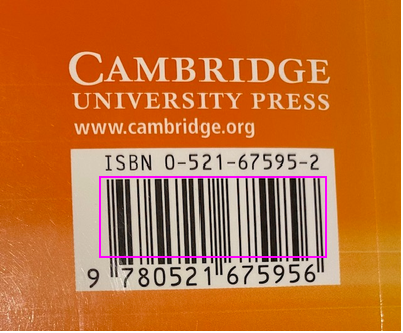 CAMBRIDGE
UNIVERSITY PRESS
www.cambridge.org
ISBN 0-521-67595-2
9 780521 675956